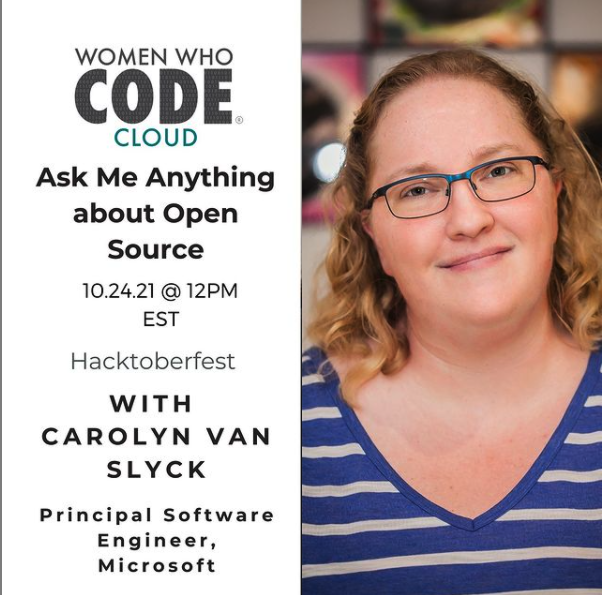 WOMEN WHO
CODE®
CLOUD
Ask Me Anything
about Open
Source
10.24.21 @ 12PM
EST
Hacktoberfest
WITH
CAROLYN VAN
SLYCK
Principal Software
Engineer,
Microsoft